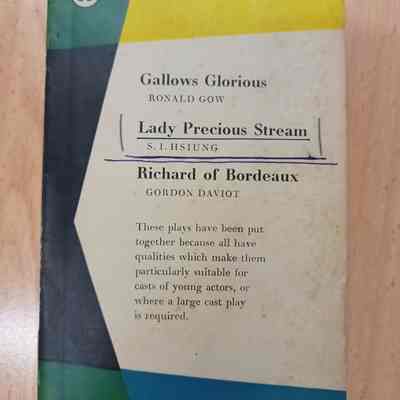 Gallows Glorious
RONALD GOW
Lady Precious Stream
S. I. HSIUNG
Richard of Bordeaux
GORDON DAVIOT
These plays have been put
together because all have
qualities which make them
particularly suitable for
casts of young actors, or
where a large cast play
is required.